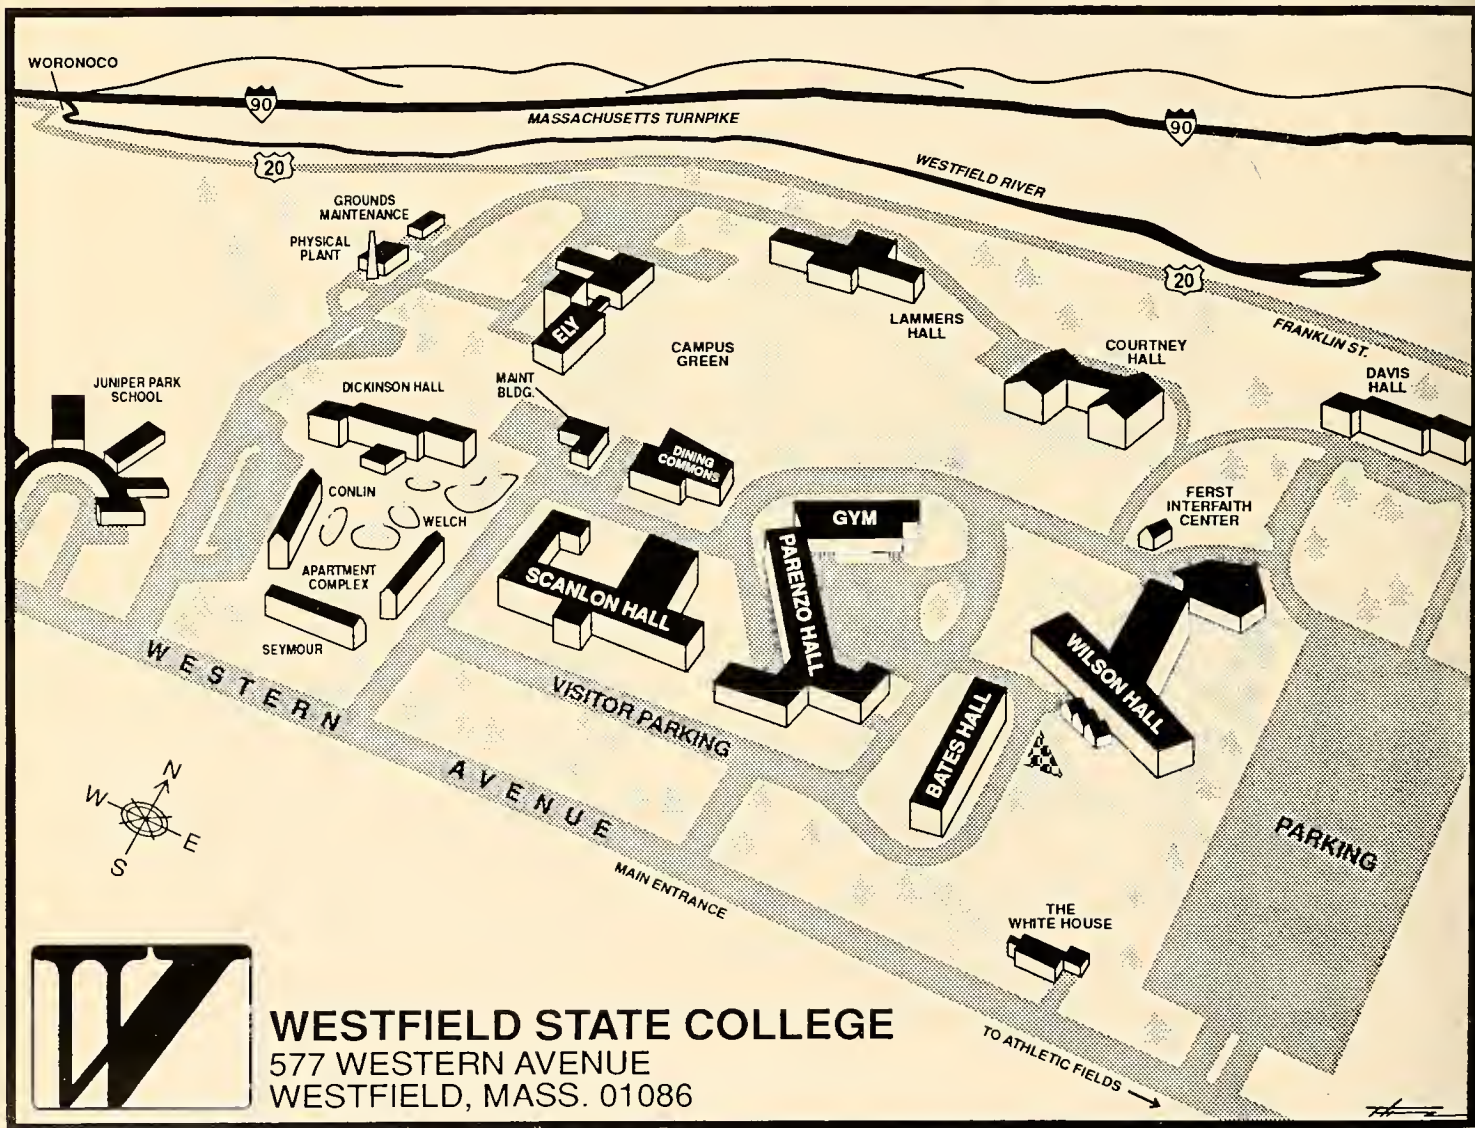 WORONOCO
90
MASSACHUSETTS TURNPIKE
90
20
WESTFIELD RIVER
GROUNDS
MAINTENANCE
PHYSICAL
PLANT
20
ELY
LAMMERS
HALL
CAMPUS
GREEN
FRANKLIN ST.
COURTNEY
HALL
DAVIS
HALL
JUNIPER PARK
SCHOOL
DICKINSON HALL
MAINT
BLDG.
DINING
COMMONS
CONLIN
WELCH
FERST
INTERFAITH
CENTER
GYM
PARENZO HALL
APARTMENT
COMPLEX
SCANLON HALL
SEYMOUR
WILSON HALL
WESTERN
AVENUE
VISITOR PARKING
BATES HALL
PARKING
N
W
E
S
MAIN ENTRANCE
THE
WHITE HOUSE
TO ATHLETIC FIELDS
W
WESTFIELD STATE COLLEGE
577 WESTERN AVENUE
WESTFIELD, MASS. 01086